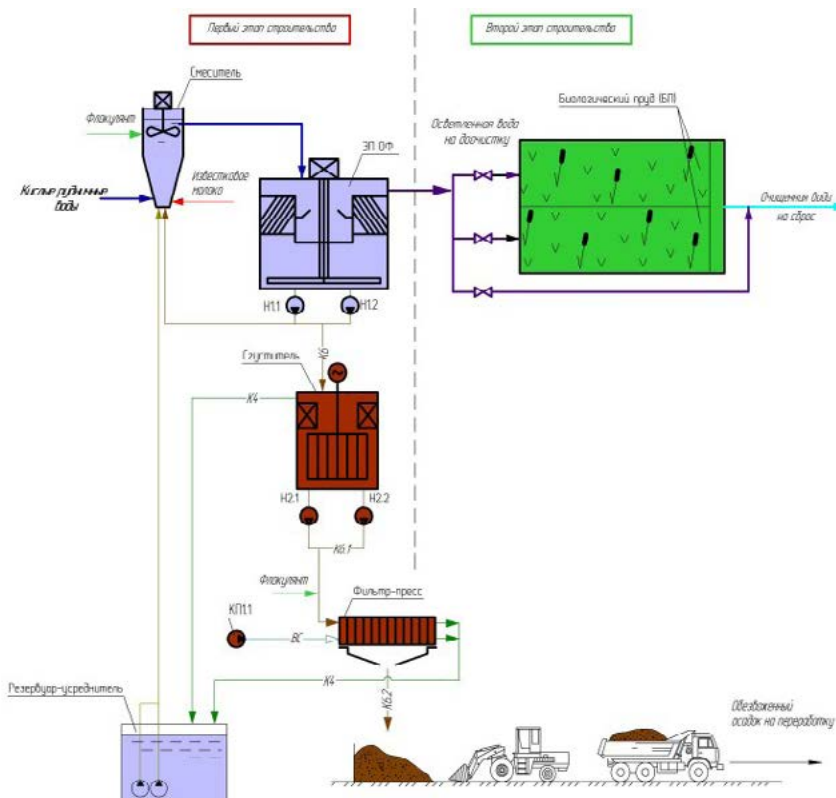 Первый этап строительства
Второй этап строительства
Смеситель
Флокулянт
Кислые рудничные
воды
Известковое
молоко
ЭП ОФ
Осветленная вода
на доочистку
Биологический пруд (БП)
на сброс
Н1.1
Н1.2
К6
Сгуститель
К4
Н2.1
Н2.2
К6.1
Флокулянт
Фильтр-пресс
КП1.1
ВС
К4
К6.2
Резервуар-усреднитель
Обезвоженный
осадок на переработку